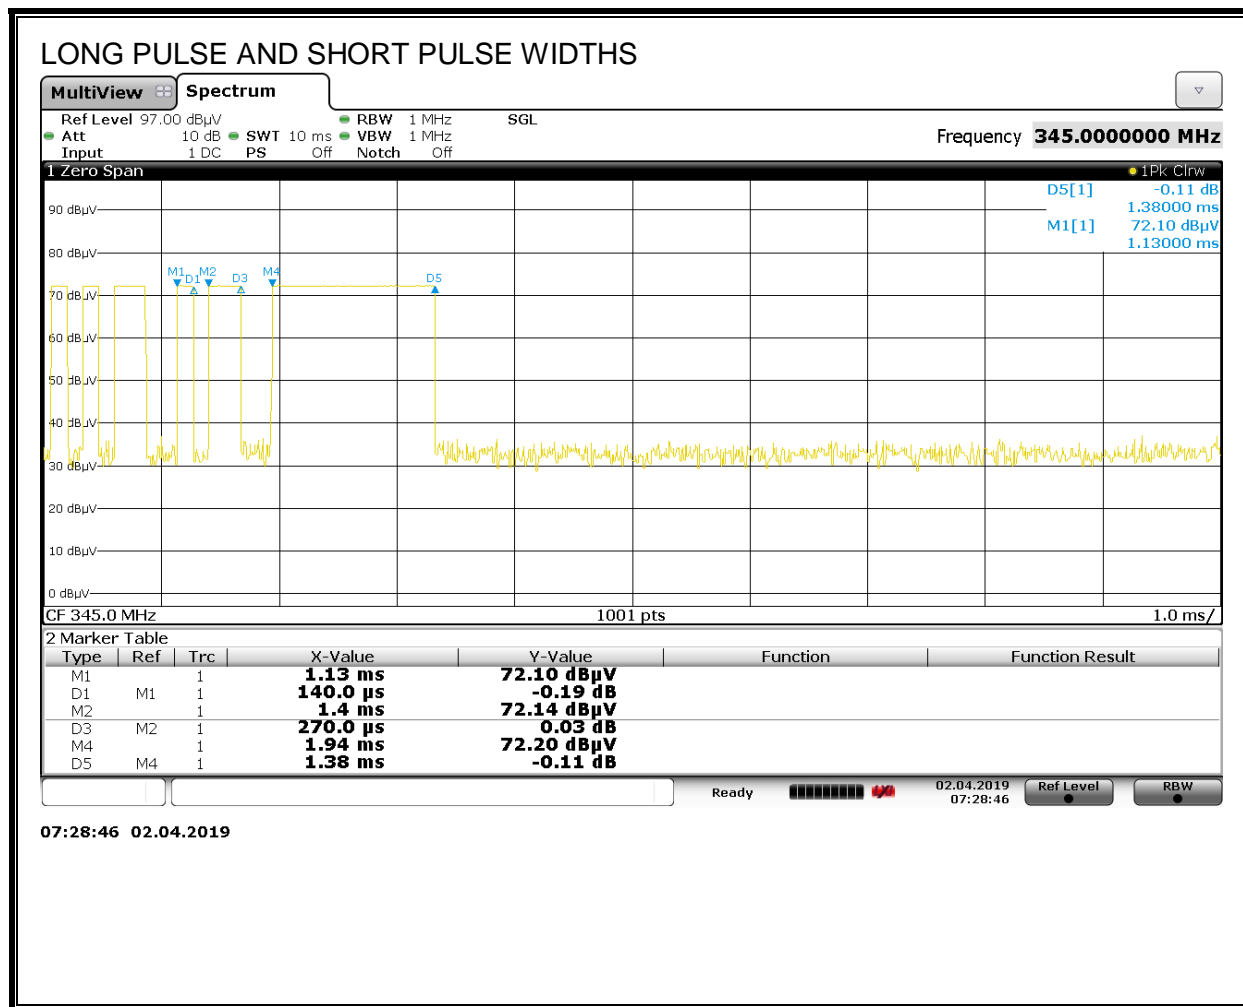 LONG PULSE AND SHORT PULSE WIDTHS
MultiView Spectrum
Ref Level 97.00 dBµV RBW 1 MHz SGL
Att 10 dB SWT 10 ms VBW 1 MHz
Input 1 DC PS Off Notch Off
Frequency 345.0000000 MHz
1 Zero Span 1Pk Clrw
D5[1] -0.11 dB
1.38000 ms
M1[1] 72.10 dBµV
1.13000 ms
90 dBµV
80 dBµV
M1 D1 M2 D3 M4 D5
70 dBµV
60 dBµV
50 dBµV
40 dBµV
30 dBµV
20 dBµV
10 dBµV
0 dBµV
CF 345.0 MHz 1001 pts 1.0 ms/
2 Marker Table
Type Ref Trc X-Value Y-Value Function Function Result
M1 1 1.13 ms 72.10 dBµV
D1 M1 1 140.0 µs -0.19 dB
M2 1 1.4 ms 72.14 dBµV
D3 M2 1 270.0 µs 0.03 dB
M4 1 1.94 ms 72.20 dBµV
D5 M4 1 1.38 ms -0.11 dB
Ready 02.04.2019 Ref Level RBW
07:28:46
07:28:46 02.04.2019